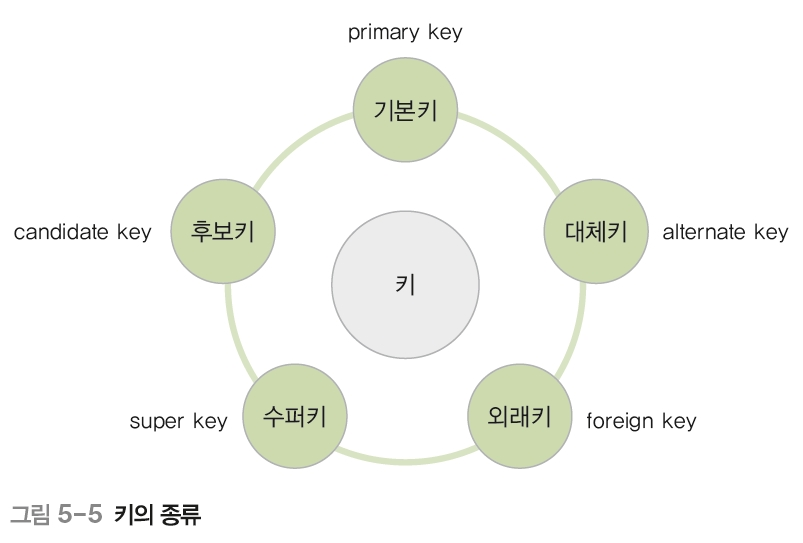 primary key
기본키
candidate key
후보키
대체키
alternate key
키
super key
수퍼키
외래키
foreign key
그림 5-5 키의 종류